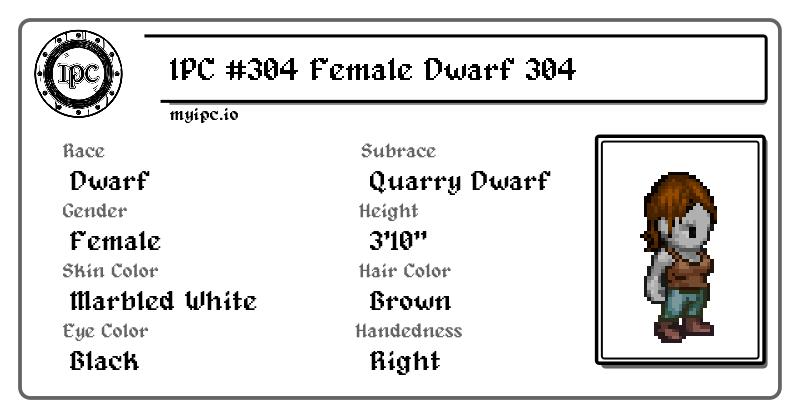 IPC
IPC #304 Female Dwarf 304
myipc.io
Race
Dwarf
Subrace
Quarry Dwarf
Gender
Female
Height
3'10"
Skin Color
Marbled White
Hair Color
Brown
Eye Color
Black
Handedness
Right